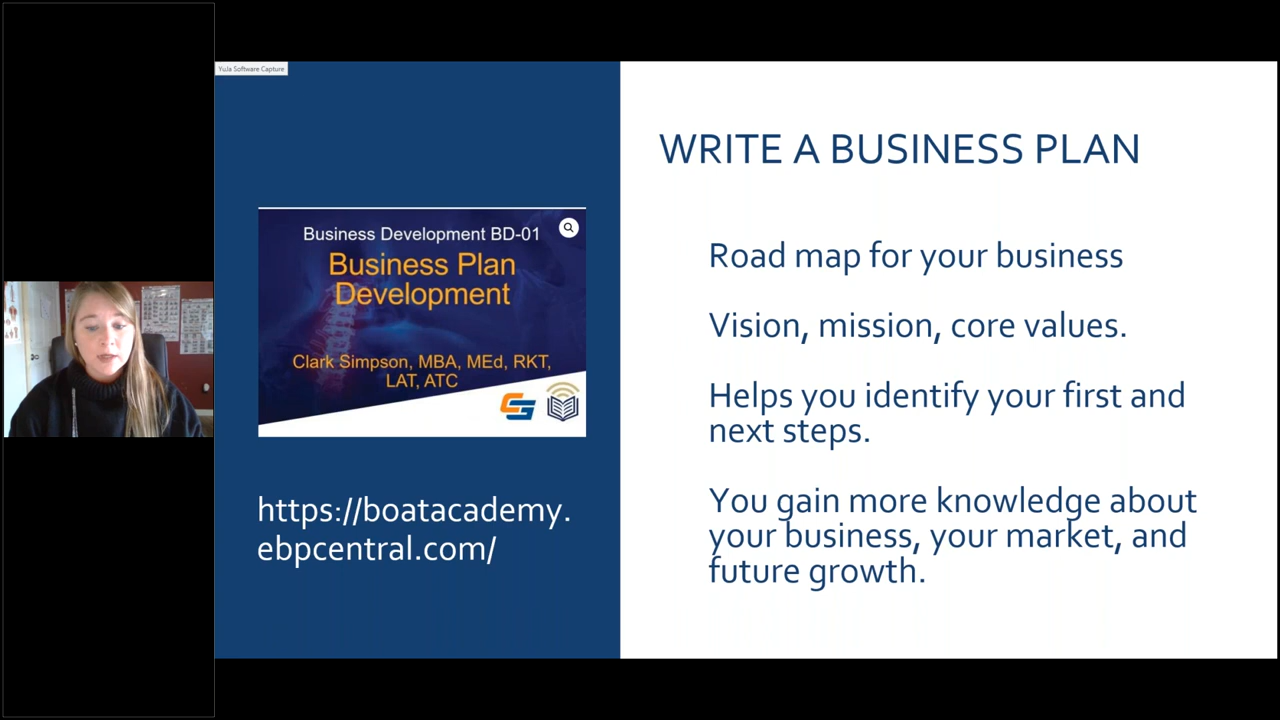 YuJa Software Capture
Business Development BD-01
Business Plan
Development
Clark Simpson, MBA, MEd, RKT,
LAT, ATC
https://boatacademy.
ebpcentral.com/
WRITE A BUSINESS PLAN
Road map for your business
Vision, mission, core values.
Helps you identify your first and
next steps.
You gain more knowledge about
your business, your market, and
future growth.